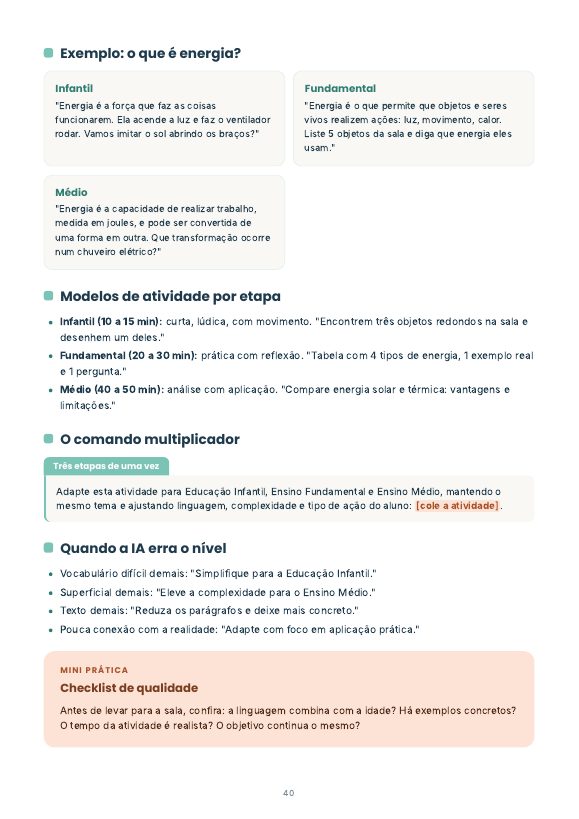 Exemplo: o que é energia?
Infantil
"Energia é a força que faz as coisas
funcionarem. Ela acende a luz e faz o ventilador
rodar. Vamos imitar o sol abrindo os braços?"
Fundamental
"Energia é o que permite que objetos e seres
vivos realizem ações: luz, movimento, calor.
Liste 5 objetos da sala e diga que energia eles
usam."
Médio
"Energia é a capacidade de realizar trabalho,
medida em joules, e pode ser convertida de
uma forma em outra. Que transformação ocorre
num chuveiro elétrico?"
Modelos de atividade por etapa
• Infantil (10 a 15 min): curta, lúdica, com movimento. "Encontrem três objetos redondos na sala e
desenhem um deles."
• Fundamental (20 a 30 min): prática com reflexão. "Tabela com 4 tipos de energia, 1 exemplo real
e 1 pergunta."
• Médio (40 a 50 min): análise com aplicação. "Compare energia solar e térmica: vantagens e
limitações."
O comando multiplicador
Três etapas de uma vez
Adapte esta atividade para Educação Infantil, Ensino Fundamental e Ensino Médio, mantendo o
mesmo tema e ajustando linguagem, complexidade e tipo de ação do aluno: [cole a atividade].
Quando a IA erra o nível
• Vocabulário difícil demais: "Simplifique para a Educação Infantil."
• Superficial demais: "Eleve a complexidade para o Ensino Médio."
• Texto demais: "Reduza os parágrafos e deixe mais concreto."
• Pouca conexão com a realidade: "Adapte com foco em aplicação prática."
MINI PRÁTICA
Checklist de qualidade
Antes de levar para a sala, confira: a linguagem combina com a idade? Há exemplos concretos?
O tempo da atividade é realista? O objetivo continua o mesmo?
40